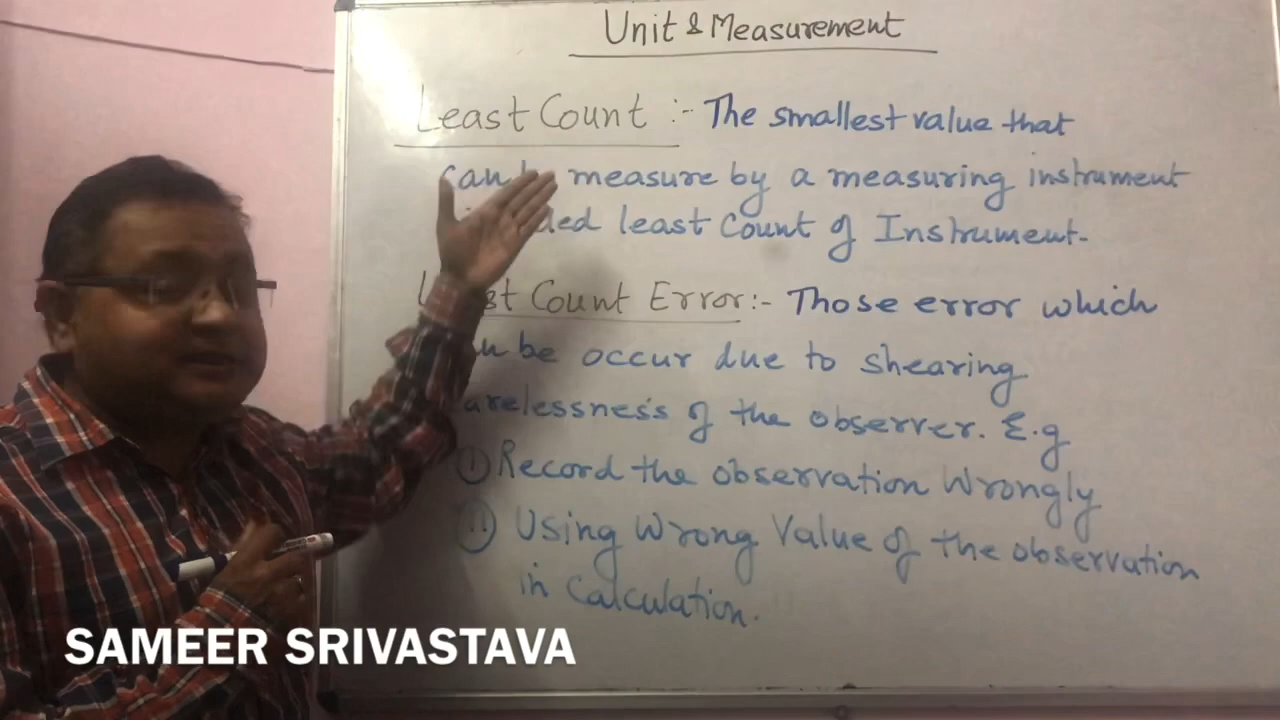 Unit & Measurement
Least Count :- The smallest value that
can measure by a measuring instrument
least Count of Instrument.
Count Error:- Those error which
be occur due to shearing
carelessness of the observer. E.g
(i) Record the observation Wrongly
(ii) Using Wrong Value of the observation
in Calculation.
SAMEER SRIVASTAVA